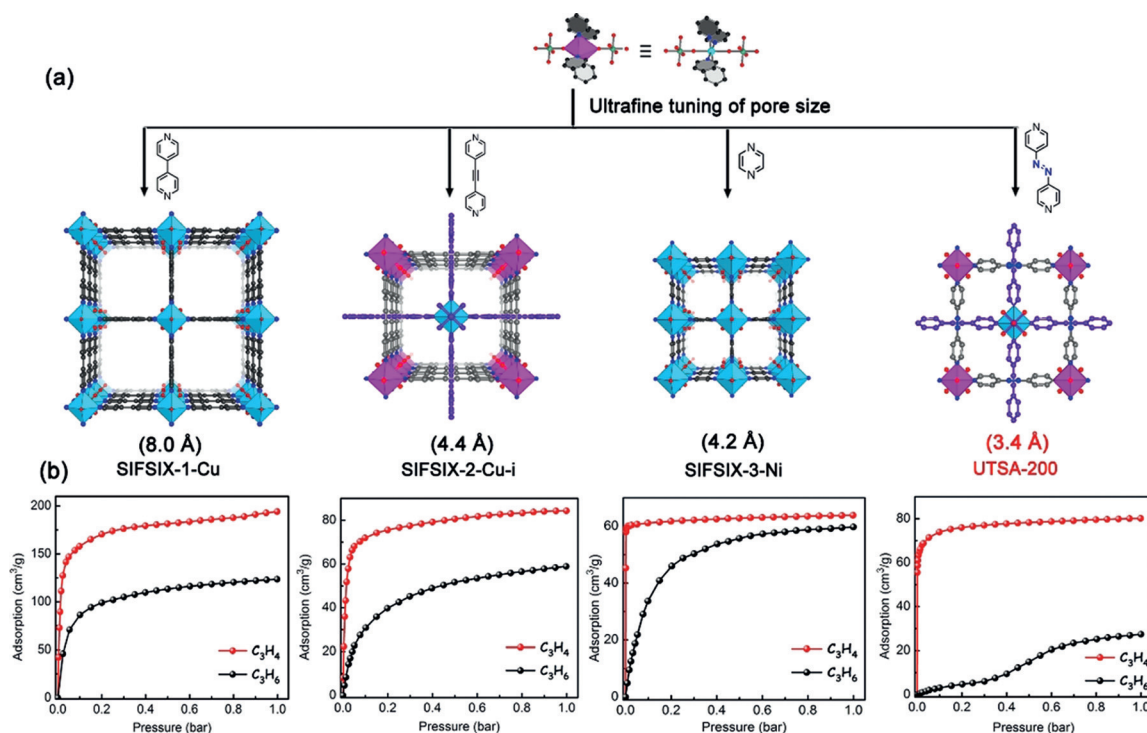 (a)
≡
Ultrafine tuning of pore size
N
N
N
N
N
N
N
N
N
N
(8.0 Å)
(4.4 Å)
(4.2 Å)
(3.4 Å)
SIFSIX-1-Cu
SIFSIX-2-Cu-i
SIFSIX-3-Ni
UTSA-200
(b)
Adsorption (cm³/g)
200
150
100
50
0
C₃H₄
C₃H₆
0.0 0.2 0.4 0.6 0.8 1.0
Pressure (bar)
Adsorption (cm³/g)
80
60
40
20
0
C₃H₄
C₃H₆
0.0 0.2 0.4 0.6 0.8 1.0
Pressure (bar)
Adsorption (cm³/g)
60
40
20
0
C₃H₄
C₃H₆
0.0 0.2 0.4 0.6 0.8 1.0
Pressure (bar)
Adsorption (cm³/g)
80
60
40
20
0
C₃H₄
C₃H₆
0.0 0.2 0.4 0.6 0.8 1.0
Pressure (bar)